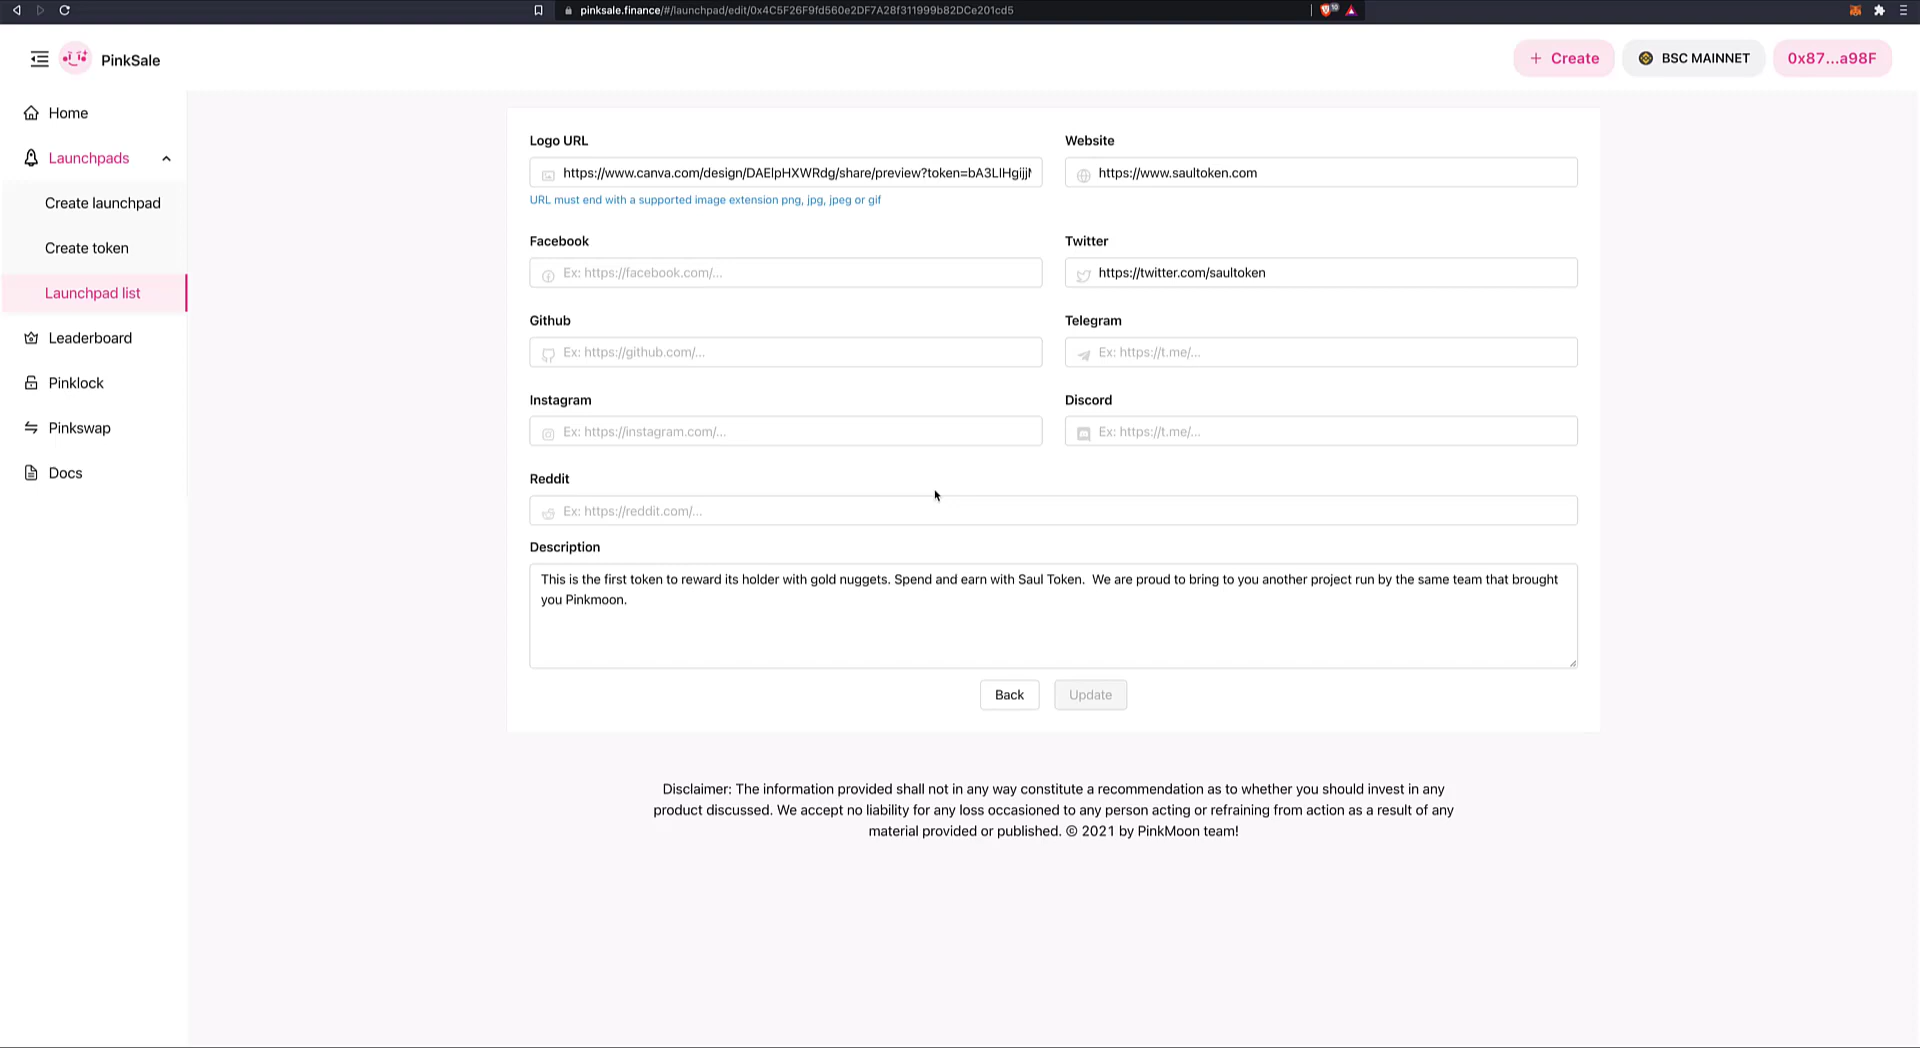 pinksale.finance/#/launchpad/edit/0x4C5F26F9fd560e2DF7A28f311999b82DCe201cd5
10
PinkSale
+ Create
BSC MAINNET
0x87...a98F
Home
Launchpads
Create launchpad
Create token
Launchpad list
Leaderboard
Pinklock
Pinkswap
Docs
Logo URL
Website
https://www.canva.com/design/DAElpHXWRdg/share/preview?token=bA3LlHgijj
https://www.saultoken.com
URL must end with a supported image extension png, jpg, jpeg or gif
Facebook
Twitter
Ex: https://facebook.com/...
https://twitter.com/saultoken
Github
Telegram
Ex: https://github.com/...
Ex: https://t.me/...
Instagram
Discord
Ex: https://instagram.com/...
Ex: https://t.me/...
Reddit
Ex: https://reddit.com/...
Description
This is the first token to reward its holder with gold nuggets. Spend and earn with Saul Token.  We are proud to bring to you another project run by the same team that brought
you Pinkmoon.
Back
Update
Disclaimer: The information provided shall not in any way constitute a recommendation as to whether you should invest in any
product discussed. We accept no liability for any loss occasioned to any person acting or refraining from action as a result of any
material provided or published. © 2021 by PinkMoon team!